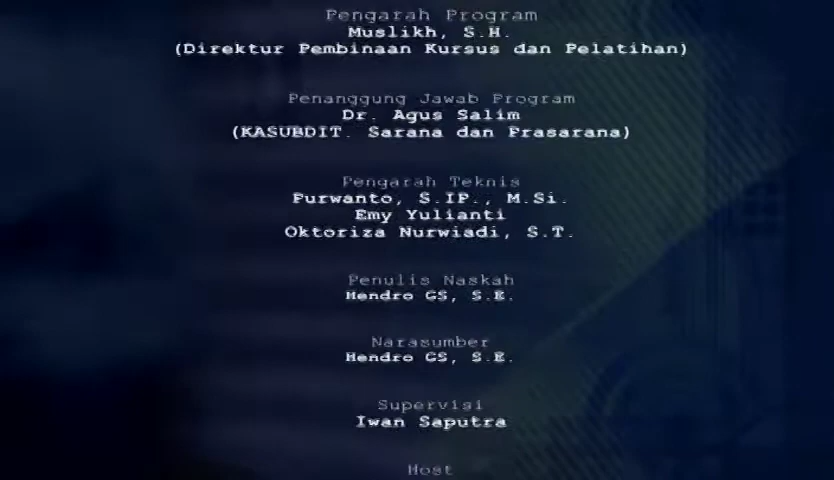 Pengarah Program
Muslikh, S.H.
(Direktur Pembinaan Kursus dan Pelatihan)
Penanggung Jawab Program
Dr. Agus Salim
(KASUBDIT. Sarana dan Prasarana)
Pengarah Teknis
Purwanto, S.IP., M.Si.
Emy Yulianti
Oktoriza Nurwiadi, S.T.
Penulis Naskah
Hendro GS, S.E.
Narasumber
Hendro GS, S.E.
Supervisi
Iwan Saputra
Host